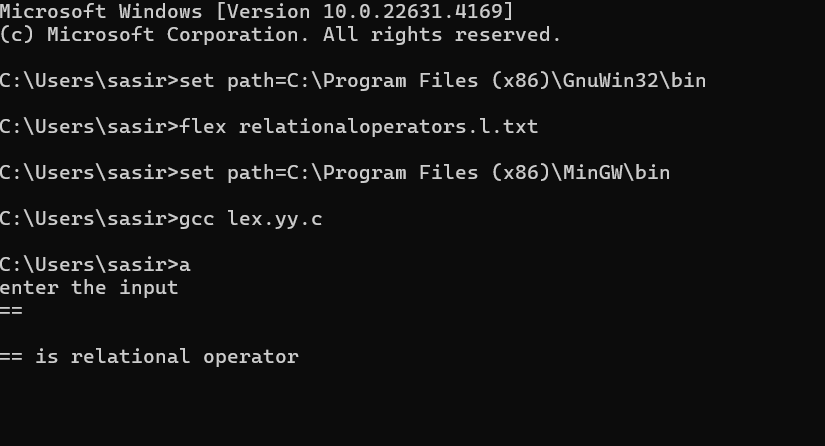 Microsoft Windows [Version 10.0.22631.4169]
(c) Microsoft Corporation. All rights reserved.
C:\Users\sasir>set path=C:\Program Files (x86)\GnuWin32\bin
C:\Users\sasir>flex relationaloperators.l.txt
C:\Users\sasir>set path=C:\Program Files (x86)\MinGW\bin
C:\Users\sasir>gcc lex.yy.c
C:\Users\sasir>a
enter the input
==
== is relational operator